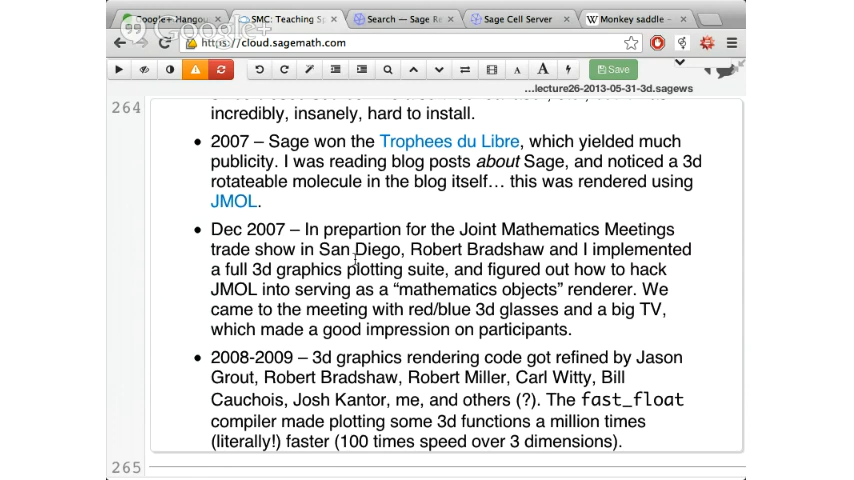 Google+ Hangou
SMC: Teaching Sp
Search — Sage Re
Sage Cell Server
Monkey saddle –
Google+
https://cloud.sagemath.com
Save
...lecture26-2013-05-31-3d.sagews
264
incredibly, insanely, hard to install.
• 2007 – Sage won the Trophees du Libre, which yielded much
publicity. I was reading blog posts about Sage, and noticed a 3d
rotateable molecule in the blog itself… this was rendered using
JMOL.
• Dec 2007 – In prepartion for the Joint Mathematics Meetings
trade show in San Diego, Robert Bradshaw and I implemented
a full 3d graphics plotting suite, and figured out how to hack
JMOL into serving as a “mathematics objects” renderer. We
came to the meeting with red/blue 3d glasses and a big TV,
which made a good impression on participants.
• 2008-2009 – 3d graphics rendering code got refined by Jason
Grout, Robert Bradshaw, Robert Miller, Carl Witty, Bill
Cauchois, Josh Kantor, me, and others (?). The fast_float
compiler made plotting some 3d functions a million times
(literally!) faster (100 times speed over 3 dimensions).
265